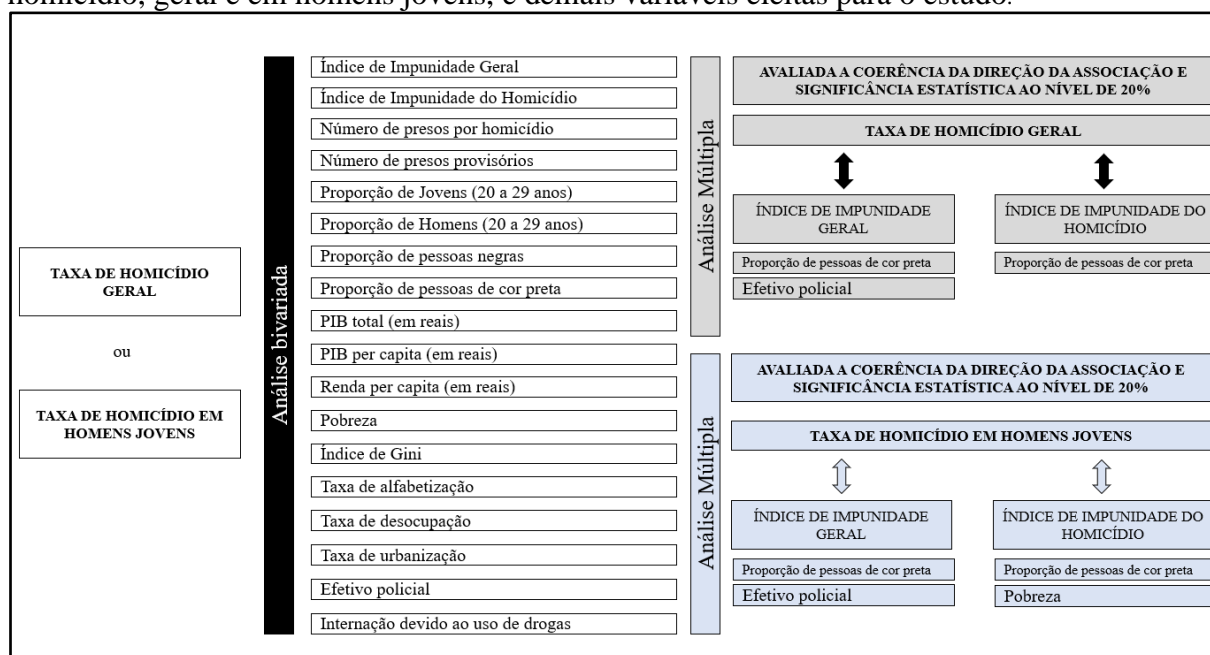 homicídio, geral e em homens jovens, e demais variáveis eleitas para o estudo.
TAXA DE HOMICÍDIO
GERAL
ou
TAXA DE HOMICÍDIO EM
HOMENS JOVENS
Análise bivariada
Índice de Impunidade Geral
Índice de Impunidade do Homicídio
Número de presos por homicídio
Número de presos provisórios
Proporção de Jovens (20 a 29 anos)
Proporção de Homens (20 a 29 anos)
Proporção de pessoas negras
Proporção de pessoas de cor preta
PIB total (em reais)
PIB per capita (em reais)
Renda per capita (em reais)
Pobreza
Índice de Gini
Taxa de alfabetização
Taxa de desocupação
Taxa de urbanização
Efetivo policial
Internação devido ao uso de drogas
Análise Múltipla
AVALIADA A COERÊNCIA DA DIREÇÃO DA ASSOCIAÇÃO E
SIGNIFICÂNCIA ESTATÍSTICA AO NÍVEL DE 20%
TAXA DE HOMICÍDIO GERAL
ÍNDICE DE IMPUNIDADE
GERAL
Proporção de pessoas de cor preta
Efetivo policial
ÍNDICE DE IMPUNIDADE DO
HOMICÍDIO
Proporção de pessoas de cor preta
Análise Múltipla
AVALIADA A COERÊNCIA DA DIREÇÃO DA ASSOCIAÇÃO E
SIGNIFICÂNCIA ESTATÍSTICA AO NÍVEL DE 20%
TAXA DE HOMICÍDIO EM HOMENS JOVENS
ÍNDICE DE IMPUNIDADE
GERAL
Proporção de pessoas de cor preta
Efetivo policial
ÍNDICE DE IMPUNIDADE DO
HOMICÍDIO
Proporção de pessoas de cor preta
Pobreza